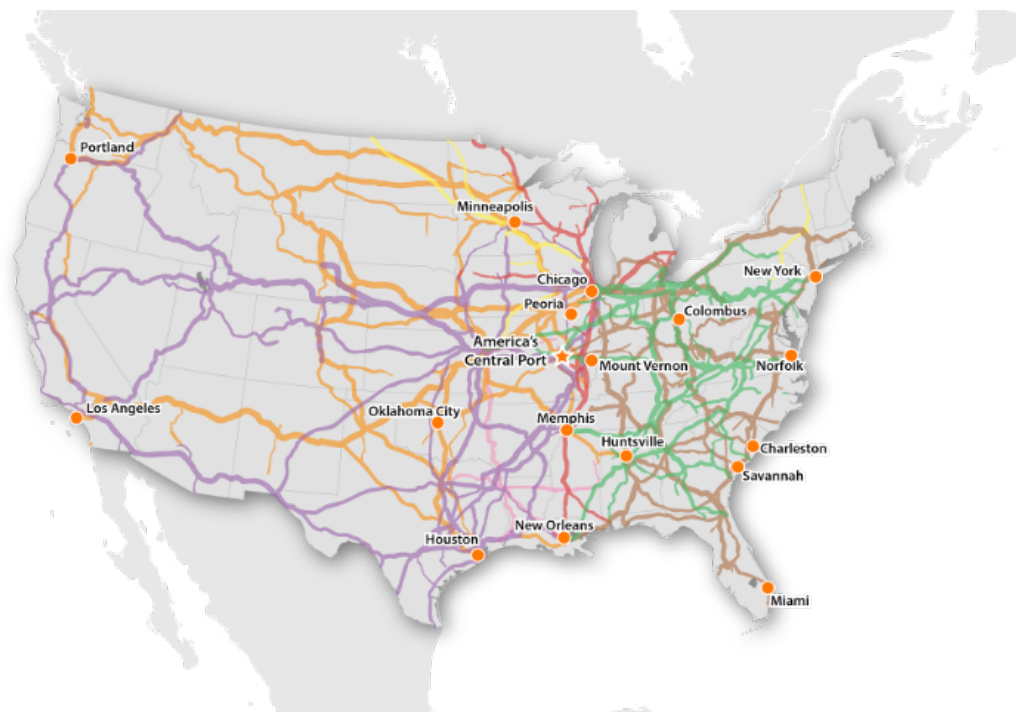 Portland
Minneapolis
New York
Chicago
Peoria
Columbus
America's
Central Port
Mount Vernon
Norfolk
Los Angeles
Oklahoma City
Memphis
Huntsville
Charleston
Savannah
New Orleans
Houston
Miami